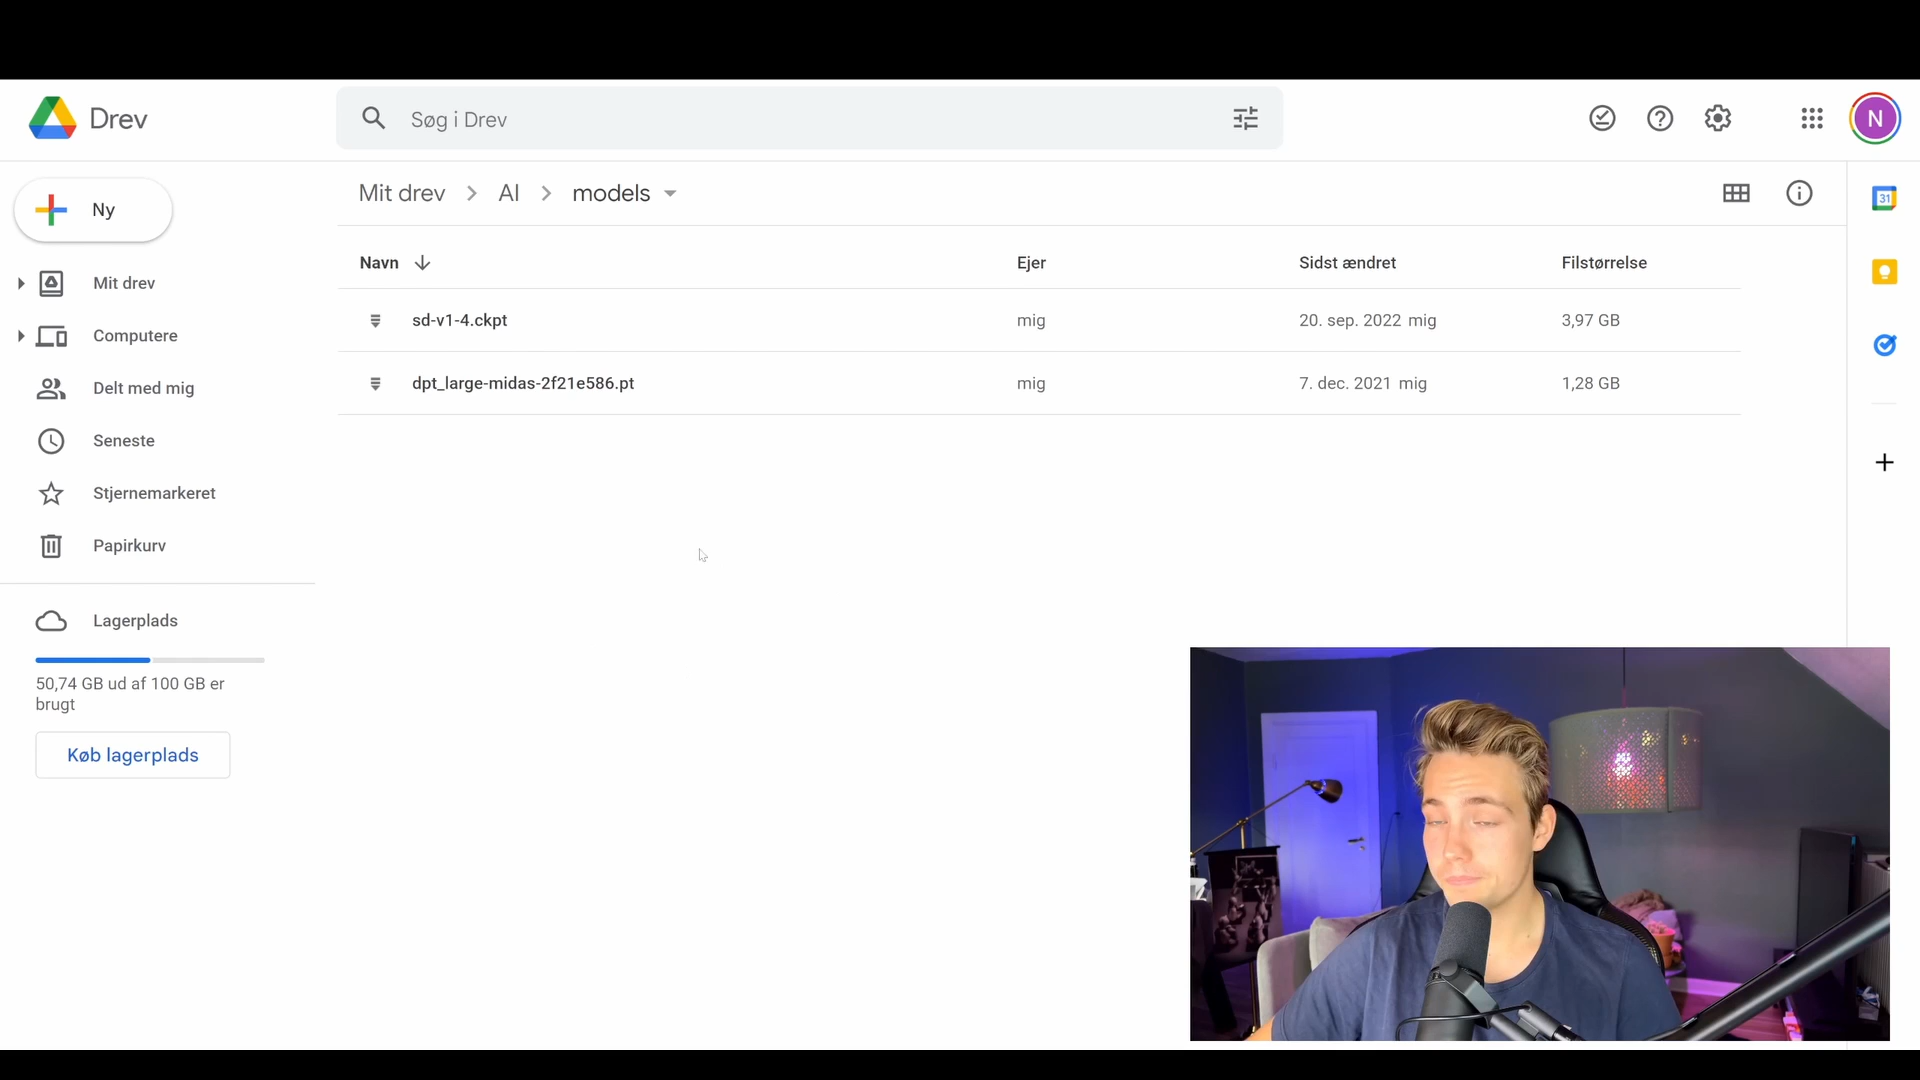 Drev
Søg i Drev
N
Ny
Mit drev > AI > models
31
Navn
Ejer
Sidst ændret
Filstørrelse
sd-v1-4.ckpt
mig
20. sep. 2022 mig
3,97 GB
dpt_large-midas-2f21e586.pt
mig
7. dec. 2021 mig
1,28 GB
Mit drev
Computere
Delt med mig
Seneste
Stjernemarkeret
Papirkurv
Lagerplads
50,74 GB ud af 100 GB er
brugt
Køb lagerplads